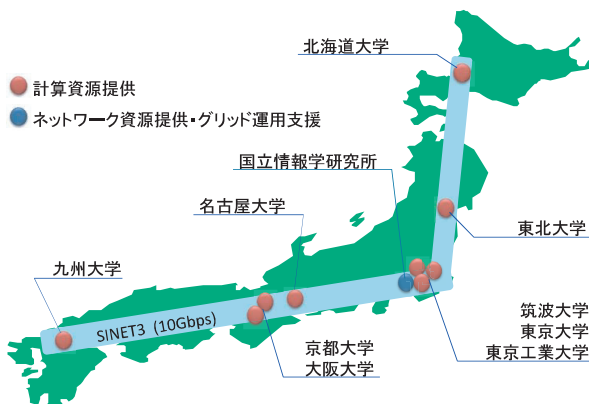 北海道大学
計算資源提供
ネットワーク資源提供・グリッド運用支援
国立情報学研究所
名古屋大学
東北大学
九州大学
SINET3 (10Gbps)
筑波大学
東京大学
東京工業大学
京都大学
大阪大学